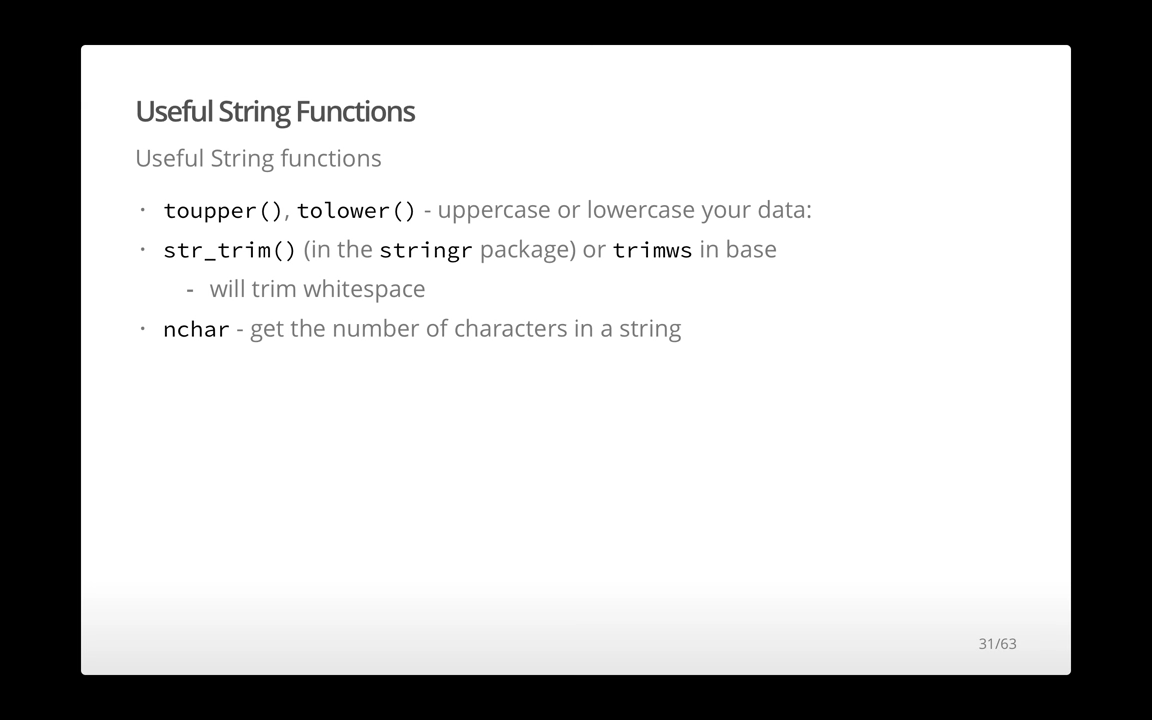 Useful String Functions
Useful String functions
· toupper(), tolower() - uppercase or lowercase your data:
· str_trim() (in the stringr package) or trimws in base
- will trim whitespace
· nchar - get the number of characters in a string
31/63